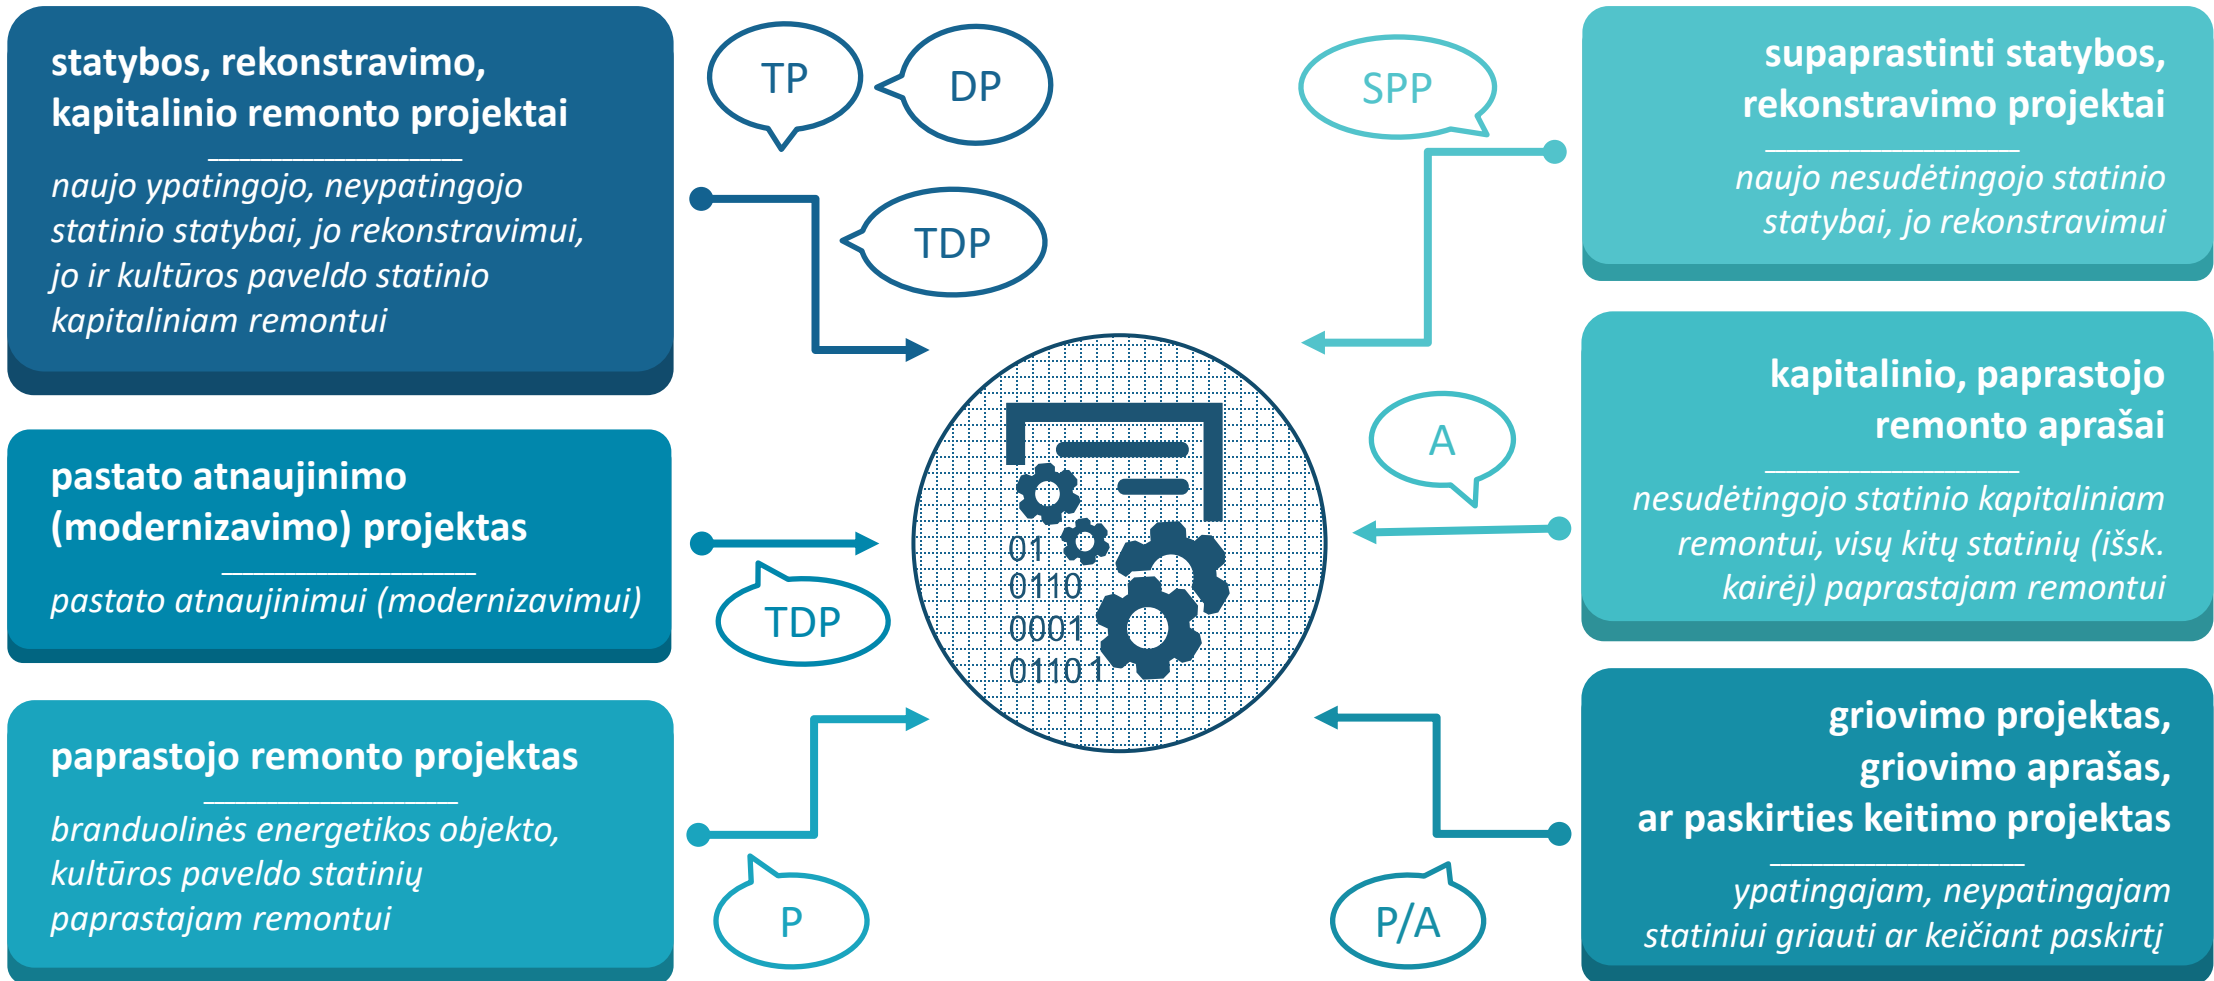 statybos, rekonstravimo,
kapitalinio remonto projektai
naujo ypatingojo, neypatingojo
statinio statybai, jo rekonstravimui,
jo ir kultūros paveldo statinio
kapitaliniam remontui
TP
DP
TDP
pastato atnaujinimo
(modernizavimo) projektas
pastato atnaujinimui (modernizavimui)
TDP
paprastojo remonto projektas
branduolinės energetikos objekto,
kultūros paveldo statinių
paprastajam remontui
P
01
0110
0001
01101
SPP
supaprastinti statybos,
rekonstravimo projektai
naujo nesudėtingojo statinio
statybai, jo rekonstravimui
A
kapitalinio, paprastojo
remonto aprašai
nesudėtingojo statinio kapitaliniam
remontui, visų kitų statinių (išsk.
kairėj) paprastajam remontui
P/A
griovimo projektas,
griovimo aprašas,
ar paskirties keitimo projektas
ypatingajam, neypatingajam
statiniui griauti ar keičiant paskirtį